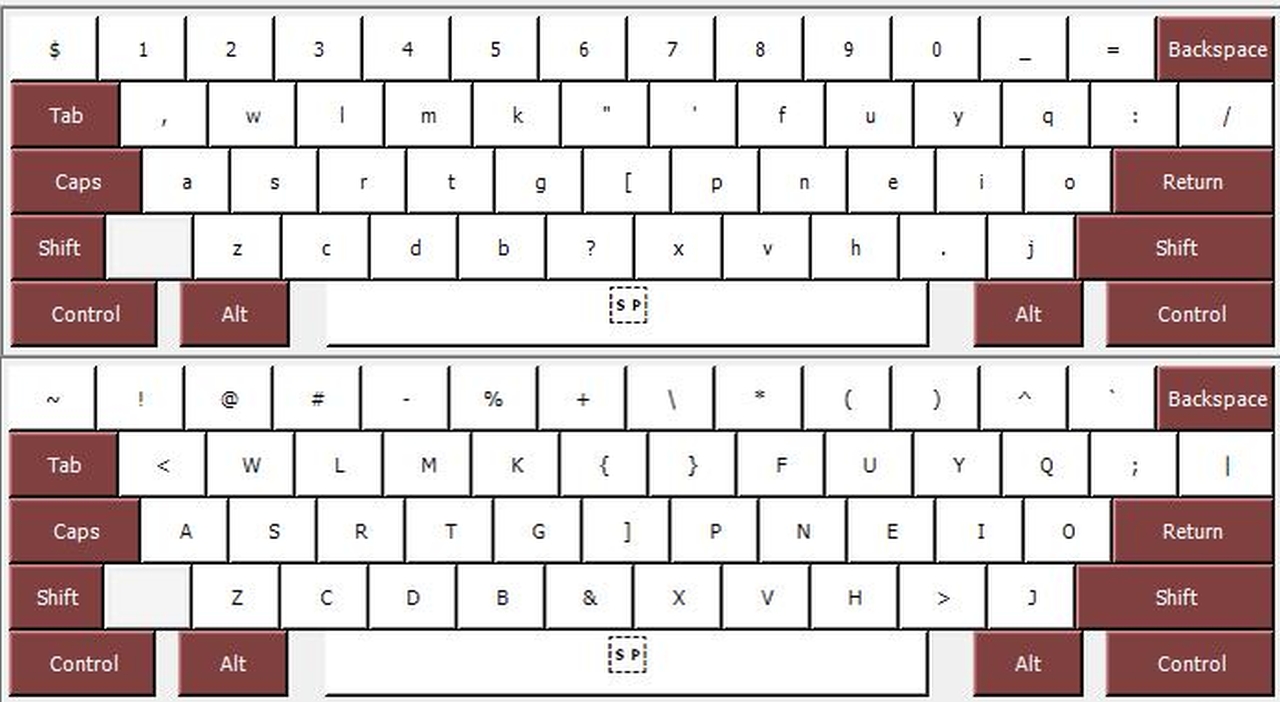 $ 1 2 3 4 5 6 7 8 9 0 _ = Backspace
Tab , w l m k " ' f u y q : /
Caps a s r t g [ p n e i o Return
Shift z c d b ? x v h . j Shift
Control Alt SP Alt Control
~ ! @ # - % + \ * ( ) ^ ` Backspace
Tab < W L M K { } F U Y Q ; |
Caps A S R T G ] P N E I O Return
Shift Z C D B & X V H > J Shift
Control Alt SP Alt Control